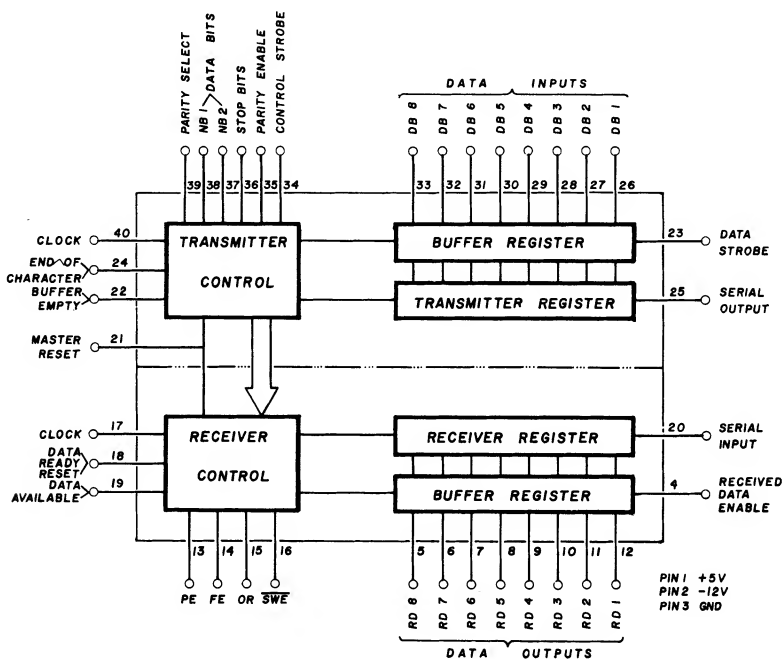 PARITY SELECT
NB 1
NB 2
DATA BITS
STOP BITS
PARITY ENABLE
CONTROL STROBE
DATA INPUTS
DB 8
DB 7
DB 6
DB 5
DB 4
DB 3
DB 2
DB 1
39 38 37 36 35 34
33 32 31 30 29 28 27 26
CLOCK 40
END OF
CHARACTER
24
BUFFER
EMPTY
22
TRANSMITTER
CONTROL
BUFFER REGISTER
TRANSMITTER REGISTER
23 DATA
STROBE
25 SERIAL
OUTPUT
MASTER
RESET
21
CLOCK 17
DATA
READY
RESET
18
DATA
AVAILABLE
19
RECEIVER
CONTROL
RECEIVER REGISTER
BUFFER REGISTER
20 SERIAL
INPUT
4 RECEIVED
DATA
ENABLE
13 14 15 16
PE FE OR SWE
5 6 7 8 9 10 11 12
RD 8
RD 7
RD 6
RD 5
RD 4
RD 3
RD 2
RD 1
DATA OUTPUTS
PIN 1 +5V
PIN 2 -12V
PIN 3 GND